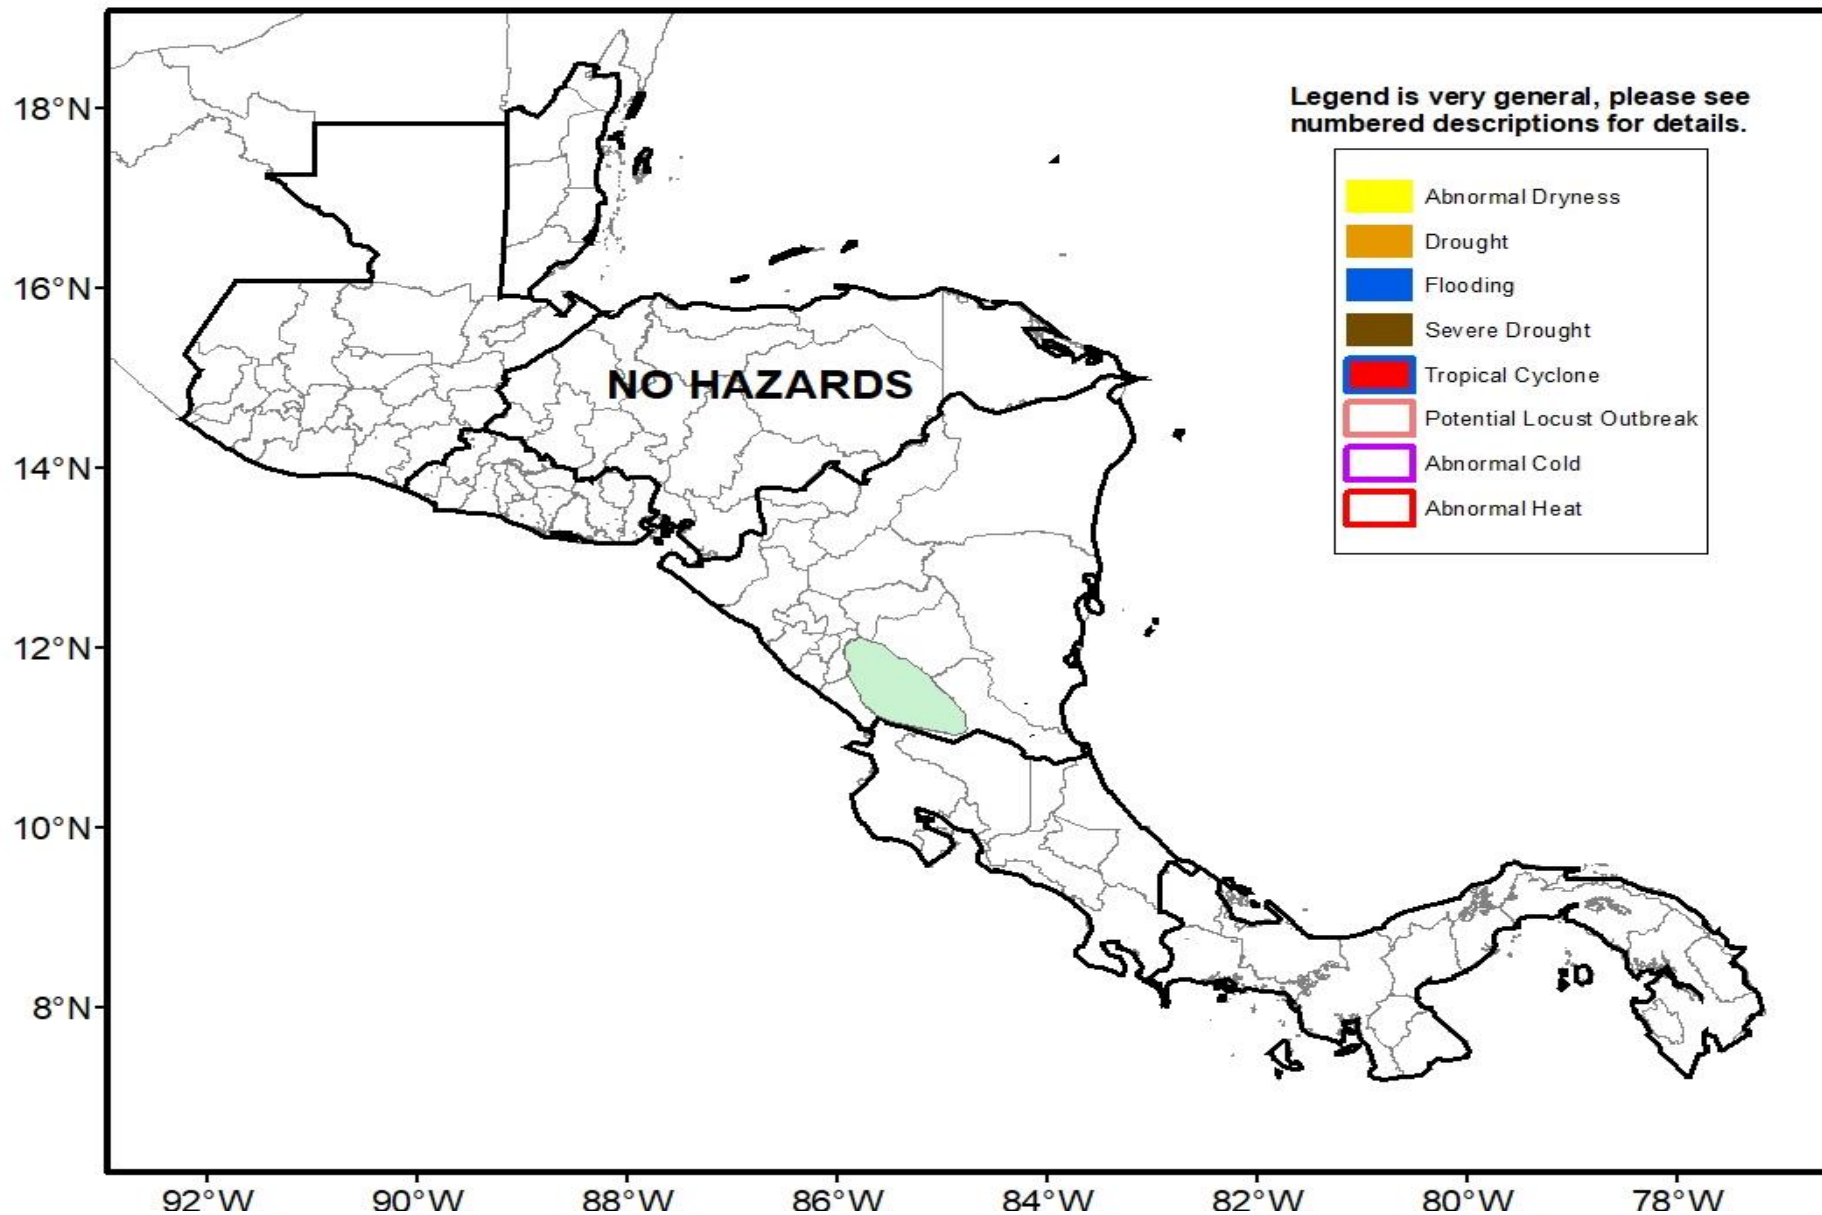 Legend is very general, please see
numbered descriptions for details.
18°N
Abnormal Dryness
Drought
16°N
Flooding
Severe Drought
NO HAZARDS
Tropical Cyclone
Potential Locust Outbreak
14°N
Abnormal Cold
Abnormal Heat
12°N
10°N
8°N
92°W 90°W 88°W 86°W 84°W 82°W 80°W 78°W